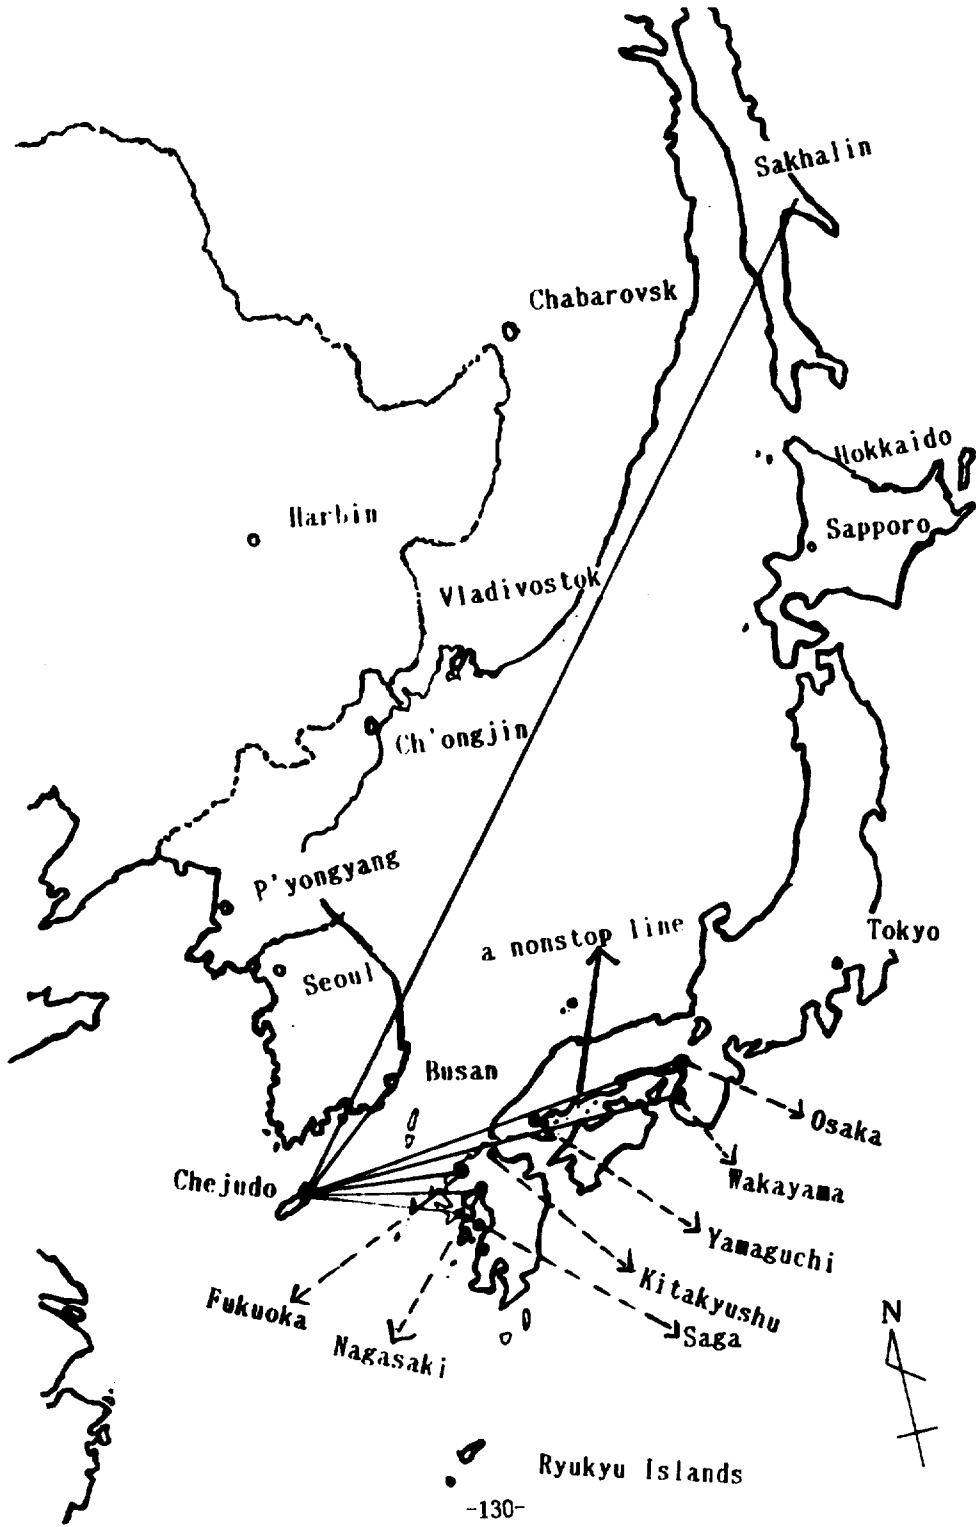 Sakhalin
Chabarovsk
Hokkaido
Harbin
Sapporo
Vladivostok
Ch'ongjin
P'yongyang
a nonstop line
Tokyo
Seoul
Busan
Osaka
Chejudo
Wakayama
Yamaguchi
Kitakyushu
Fukuoka
Saga
Nagasaki
N
Ryukyu Islands
-130-